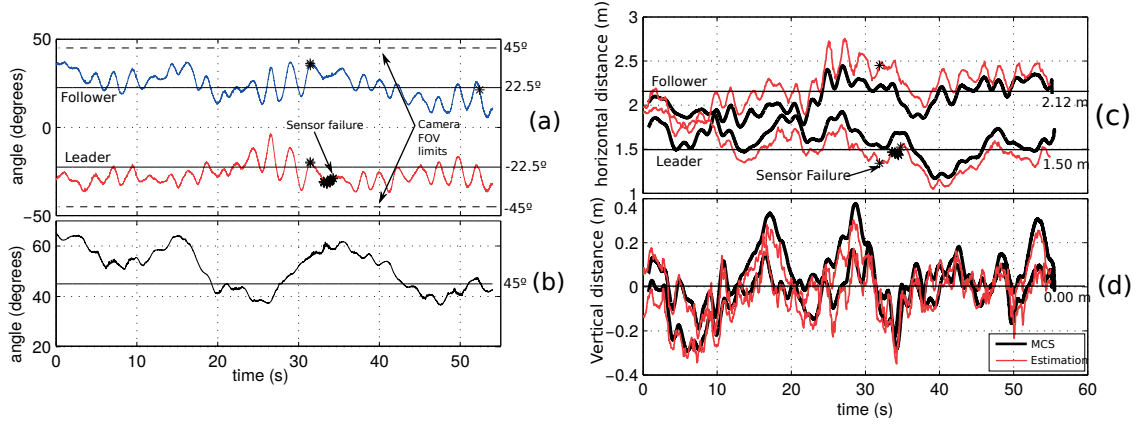 50
0
−50
angle (degrees)
45º
22.5º
Follower
(a)
Sensor failure
Camera
FOV
limits
Leader
-22.5º
-45º
60
40
20
angle (degrees)
45º
(b)
0
10
20
30
40
50
time (s)
3
2.5
2
1.5
1
horizontal distance (m)
Follower
2.12 m
(c)
Leader
1.50 m
Sensor Failure
0.4
0.2
0
−0.2
−0.4
Vertical distance (m)
0.00 m
(d)
MCS
Estimation
0
10
20
30
40
50
60
time (s)